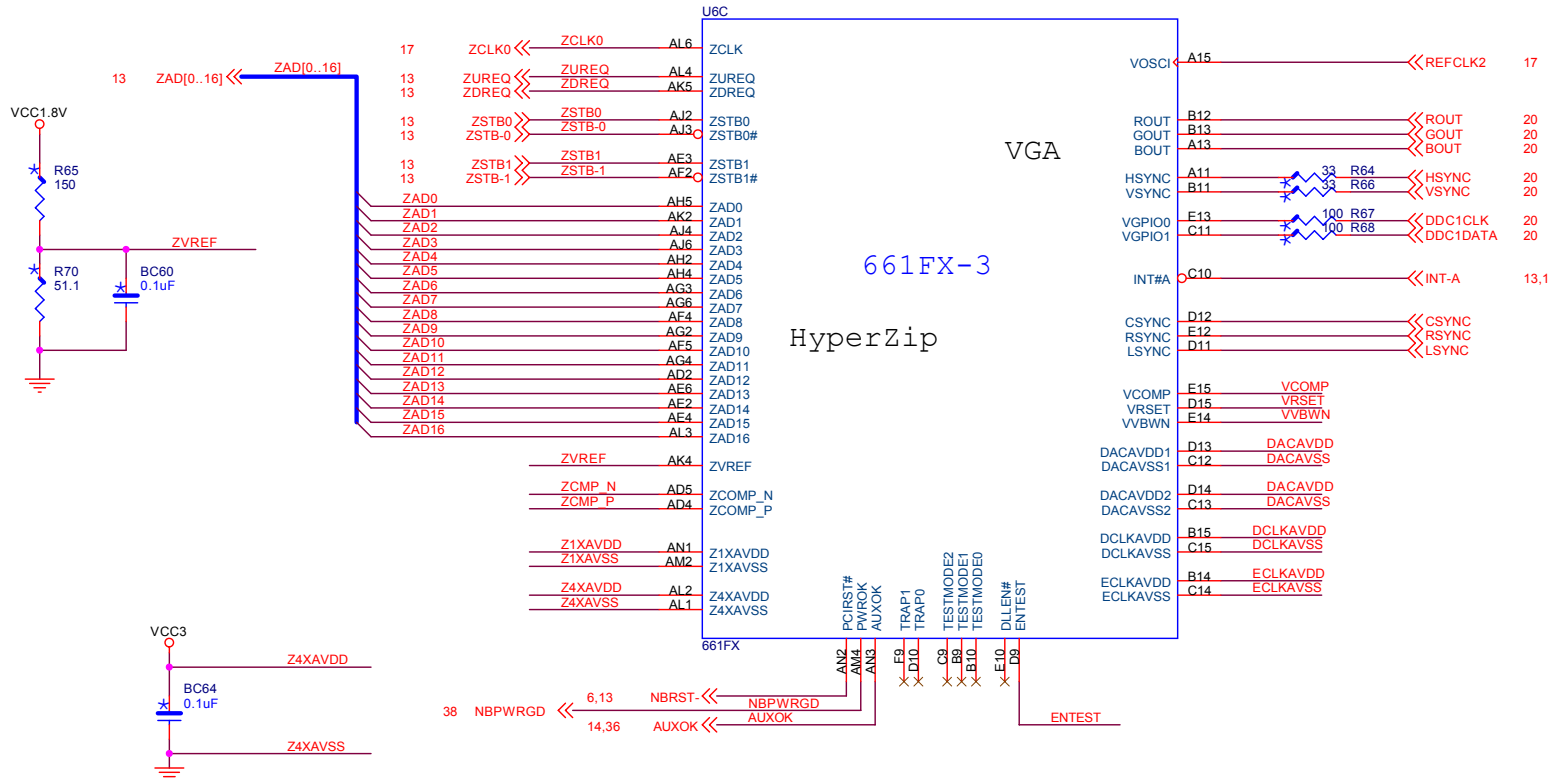 U6C
17 ZCLK0 ZCLK0 AL6 ZCLK
13 ZAD[0..16] ZAD[0..16]
13 ZUREQ ZUREQ AL4 ZUREQ
13 ZDREQ ZDREQ AK5 ZDREQ
13 ZSTB0 ZSTB0 AJ2 ZSTB0
13 ZSTB-0 ZSTB-0 AJ3 ZSTB0#
13 ZSTB1 ZSTB1 AE3 ZSTB1
13 ZSTB-1 ZSTB-1 AF2 ZSTB1#
ZAD0 AH5 ZAD0
ZAD1 AK2 ZAD1
ZAD2 AJ4 ZAD2
ZAD3 AJ6 ZAD3
ZAD4 AH2 ZAD4
ZAD5 AH4 ZAD5
ZAD6 AG3 ZAD6
ZAD7 AG6 ZAD7
ZAD8 AF4 ZAD8
ZAD9 AG2 ZAD9
ZAD10 AF5 ZAD10
ZAD11 AG4 ZAD11
ZAD12 AD2 ZAD12
ZAD13 AE6 ZAD13
ZAD14 AE2 ZAD14
ZAD15 AE4 ZAD15
ZAD16 AL3 ZAD16
ZVREF AK4 ZVREF
ZCMP_N AD5 ZCOMP_N
ZCMP_P AD4 ZCOMP_P
Z1XAVDD AN1 Z1XAVDD
Z1XAVSS AM2 Z1XAVSS
Z4XAVDD AL2 Z4XAVDD
Z4XAVSS AL1 Z4XAVSS
VCC1.8V
R65
150
ZVREF
R70
51.1
BC60
0.1uF
VCC3
Z4XAVDD
BC64
0.1uF
Z4XAVSS
VGA
661FX-3
HyperZip
VOSCI A15 REFCLK2 17
ROUT B12 ROUT 20
GOUT B13 GOUT 20
BOUT A13 BOUT 20
HSYNC A11 33 R64 HSYNC 20
VSYNC B11 33 R66 VSYNC 20
VGPIO0 E13 100 R67 DDC1CLK 20
VGPIO1 C11 100 R68 DDC1DATA 20
INT#A C10 INT-A 13,1
CSYNC D12 CSYNC
RSYNC E12 RSYNC
LSYNC D11 LSYNC
VCOMP E15 VCOMP
VRSET D15 VRSET
VVBWN E14 VVBWN
DACAVDD1 D13 DACAVDD
DACAVSS1 C12 DACAVSS
DACAVDD2 D14 DACAVDD
DACAVSS2 C13 DACAVSS
DCLKAVDD B15 DCLKAVDD
DCLKAVSS C15 DCLKAVSS
ECLKAVDD B14 ECLKAVDD
ECLKAVSS C14 ECLKAVSS
PCIRST# AN2
PWROK AM4
AUXOK AN3
TRAP1 F9
TRAP0 D10
TESTMODE2 C9
TESTMODE1 B9
TESTMODE0 B10
DLLEN# E10
ENTEST D9
661FX
6,13 NBRST-
38 NBPWRGD NBPWRGD
14,36 AUXOK AUXOK
ENTEST